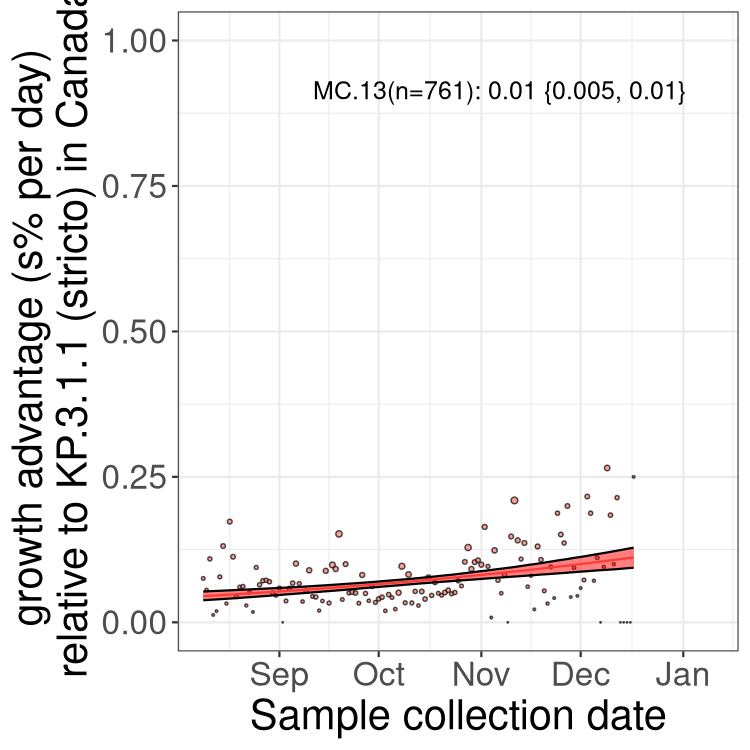 growth advantage (s% per day)
relative to KP.3.1.1 (stricto) in Canada
1.00
0.75
0.50
0.25
0.00
MC.13(n=761): 0.01 {0.005, 0.01}
Sep Oct Nov Dec Jan
Sample collection date